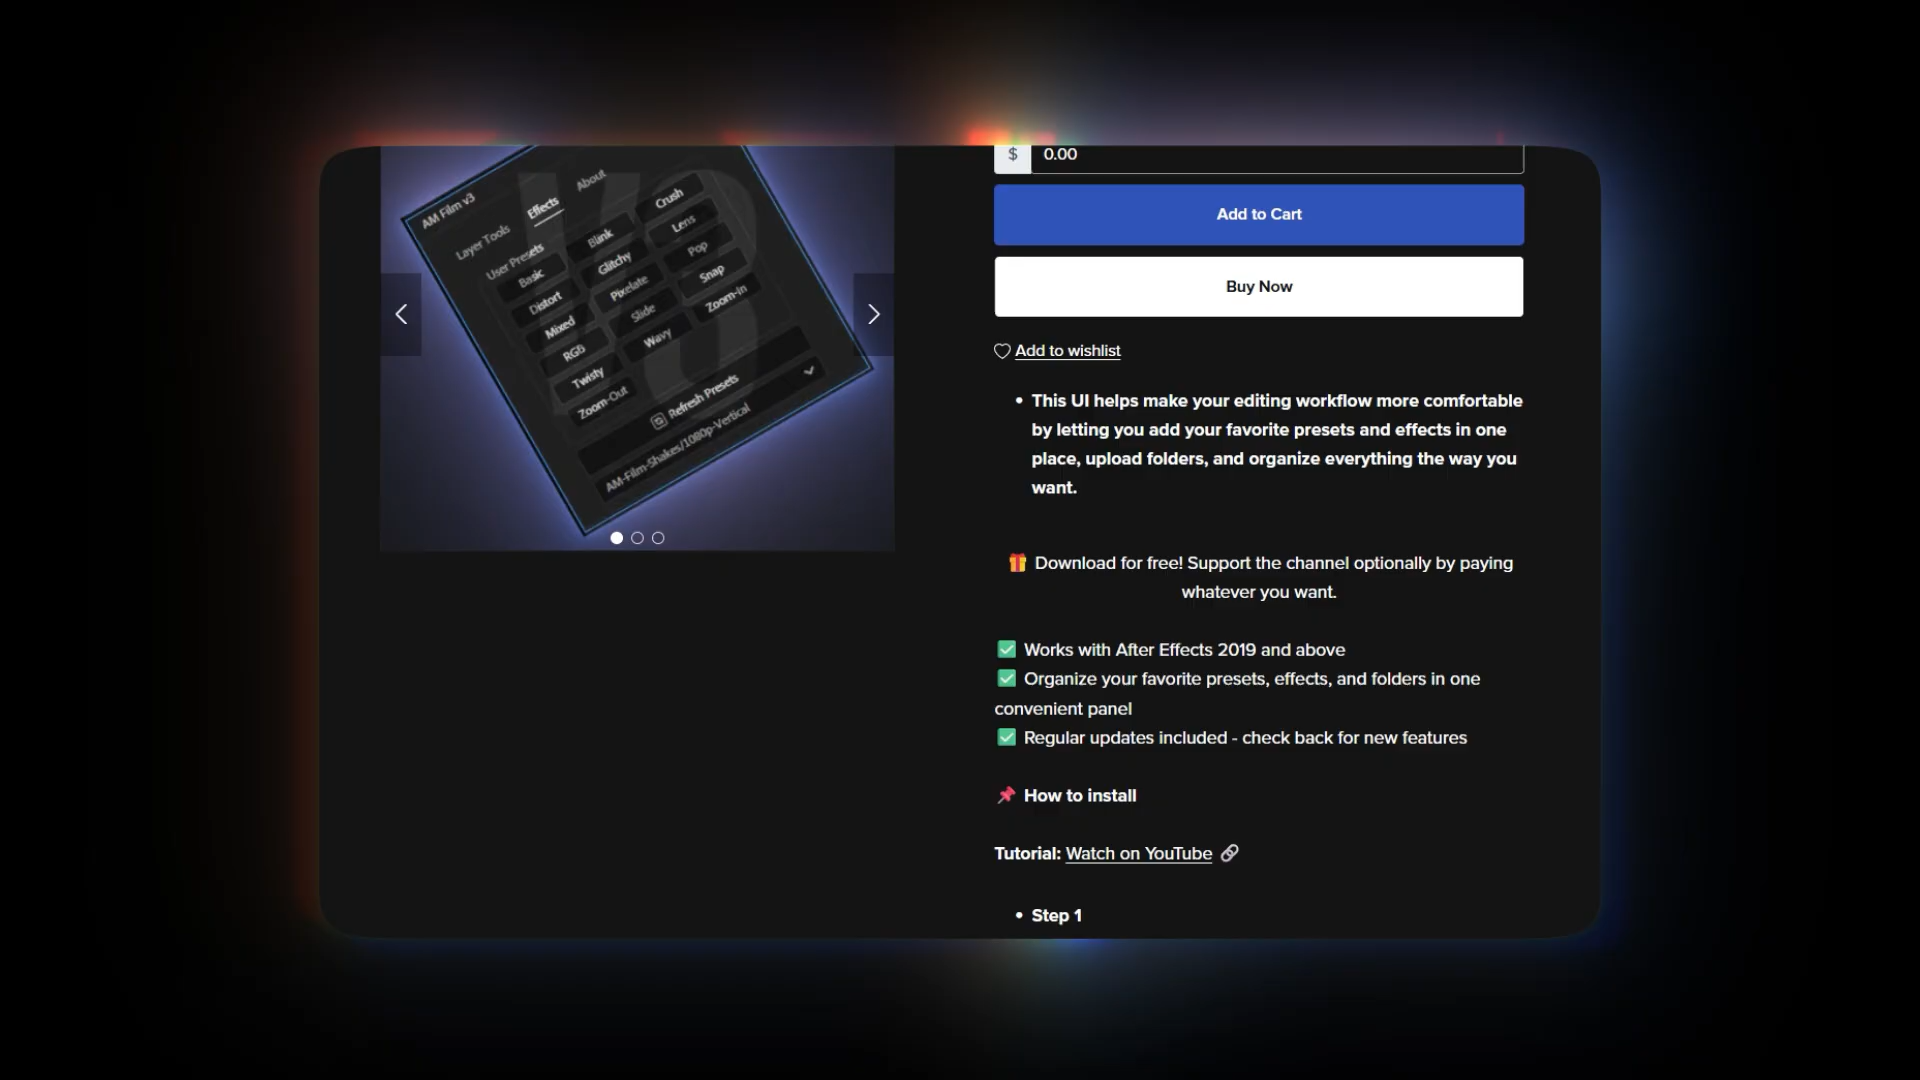 AM Film v3
Layer Tools
Effects
About
User Presets
Basic
Blink
Crush
Distort
Glitchy
Lens
Mixed
Pixelate
Pop
RGB
Slide
Snap
Twisty
Wavy
Zoom-In
Zoom-Out
Refresh Presets
AM-Film-Shakes/1080p-Vertical
$ 0.00
Add to Cart
Buy Now
Add to wishlist
• This UI helps make your editing workflow more comfortable
by letting you add your favorite presets and effects in one
place, upload folders, and organize everything the way you
want.
🎁 Download for free! Support the channel optionally by paying
whatever you want.
✅ Works with After Effects 2019 and above
✅ Organize your favorite presets, effects, and folders in one
convenient panel
✅ Regular updates included - check back for new features
📌 How to install
Tutorial: Watch on YouTube 🔗
• Step 1